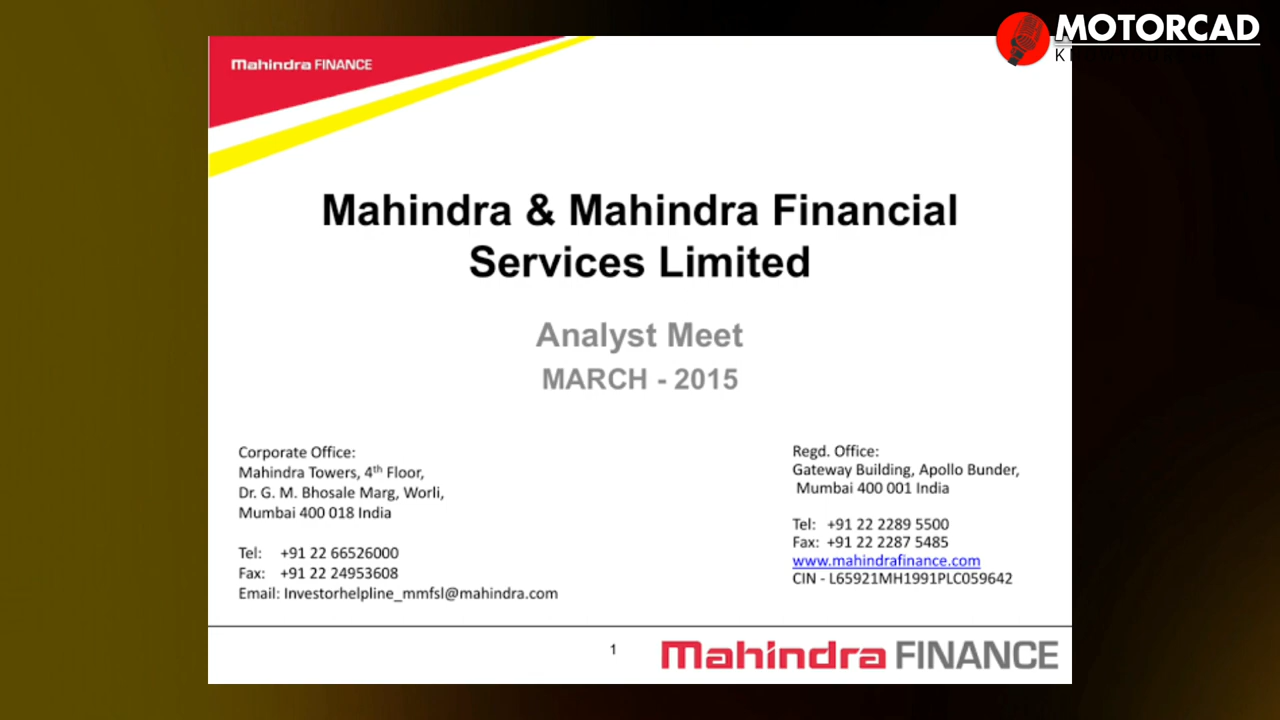 MOTORCAD
Mahindra FINANCE
Mahindra & Mahindra Financial
Services Limited
Analyst Meet
MARCH - 2015
Corporate Office:
Mahindra Towers, 4th Floor,
Dr. G. M. Bhosale Marg, Worli,
Mumbai 400 018 India
Tel: +91 22 66526000
Fax: +91 22 24953608
Email: Investorhelpline_mmfsl@mahindra.com
Regd. Office:
Gateway Building, Apollo Bunder,
Mumbai 400 001 India
Tel: +91 22 2289 5500
Fax: +91 22 2287 5485
www.mahindrafinance.com
CIN - L65921MH1991PLC059642
1
Mahindra FINANCE